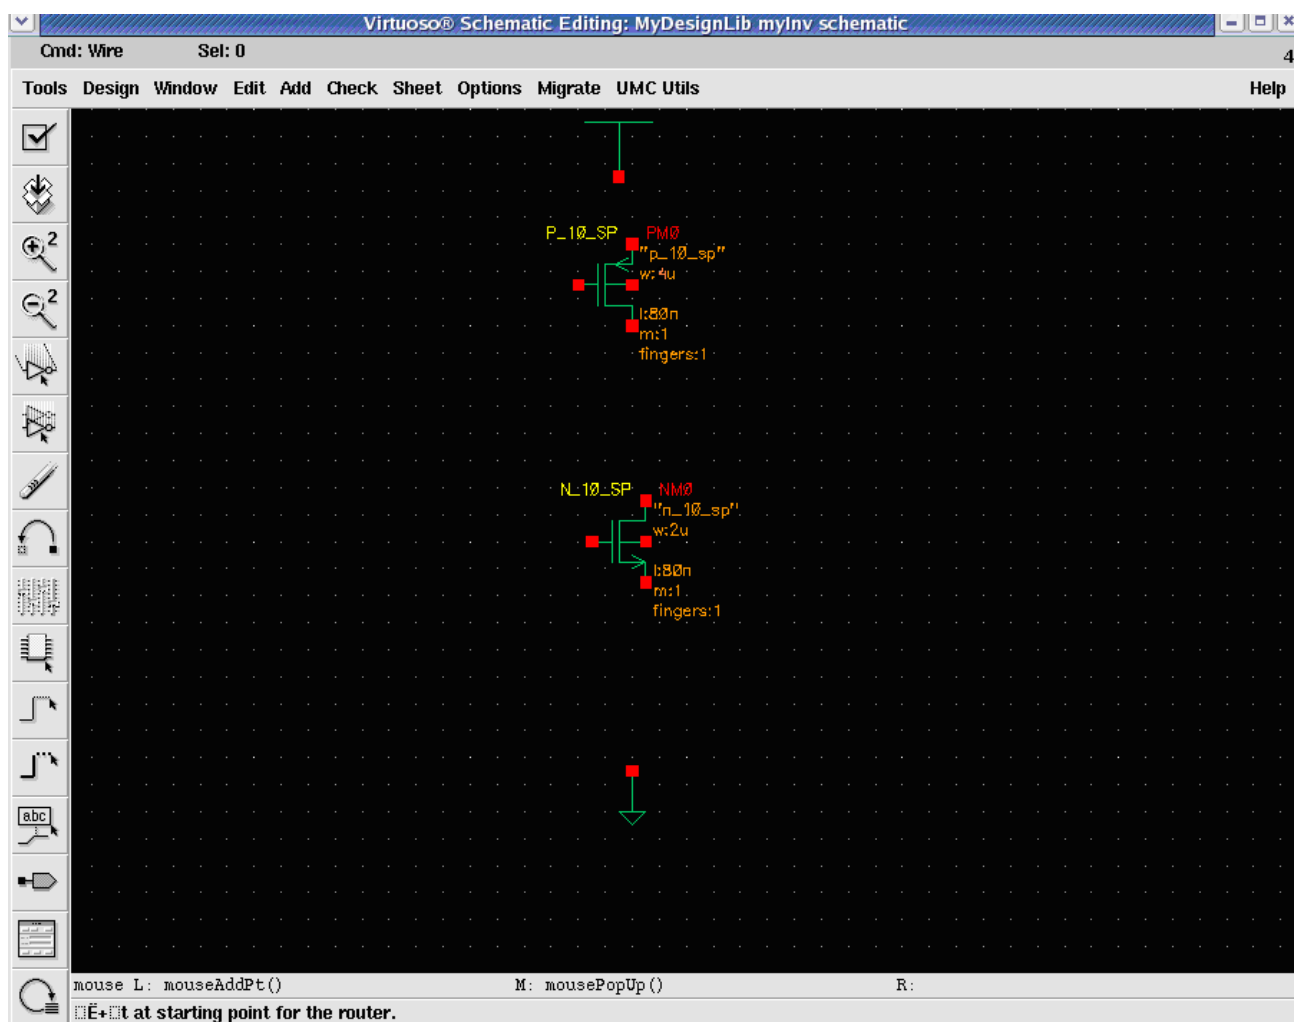 Virtuoso® Schematic Editing: MyDesignLib myInv schematic
Cmd: Wire Sel: 0 4
Tools Design Window Edit Add Check Sheet Options Migrate UMC Utils Help
2
2
P_10_SP PM0
"p_10_sp"
w:4u
l:80n
m:1
fingers:1
N_10_SP NM0
"n_10_sp"
w:2u
l:80n
m:1
fingers:1
abc
mouse L: mouseAddPt() M: mousePopUp() R:
t at starting point for the router.